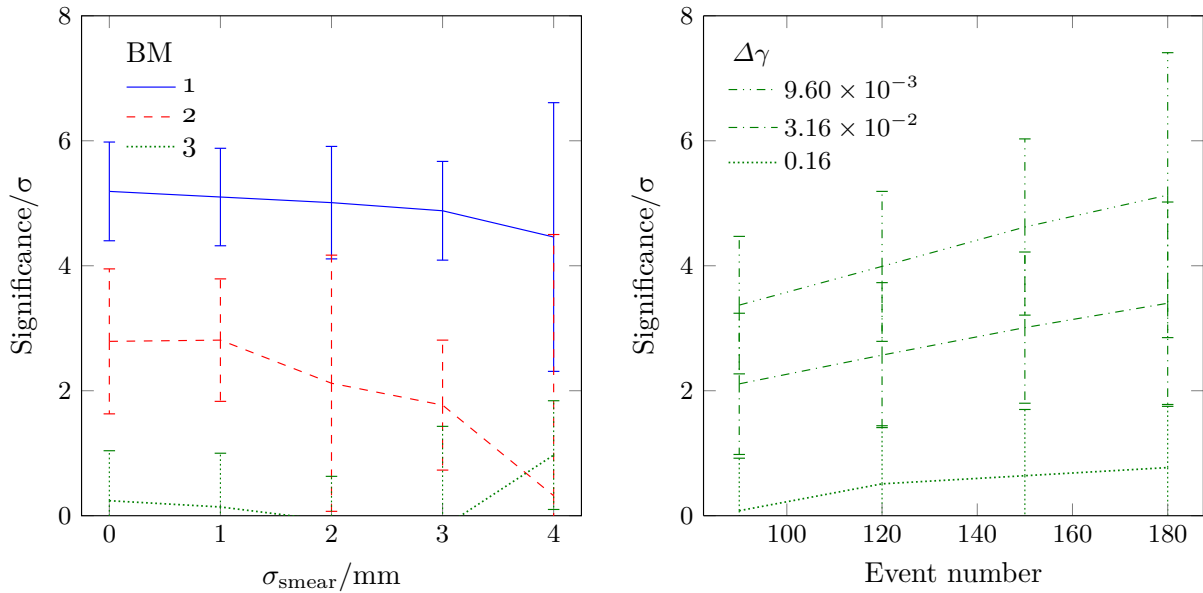 BM
1
2
3
8
6
4
2
0
Significance/σ
0 1 2 3 4
σ_smear/mm
Δγ
9.60 × 10⁻³
3.16 × 10⁻²
0.16
8
6
4
2
0
Significance/σ
100 120 140 160 180
Event number